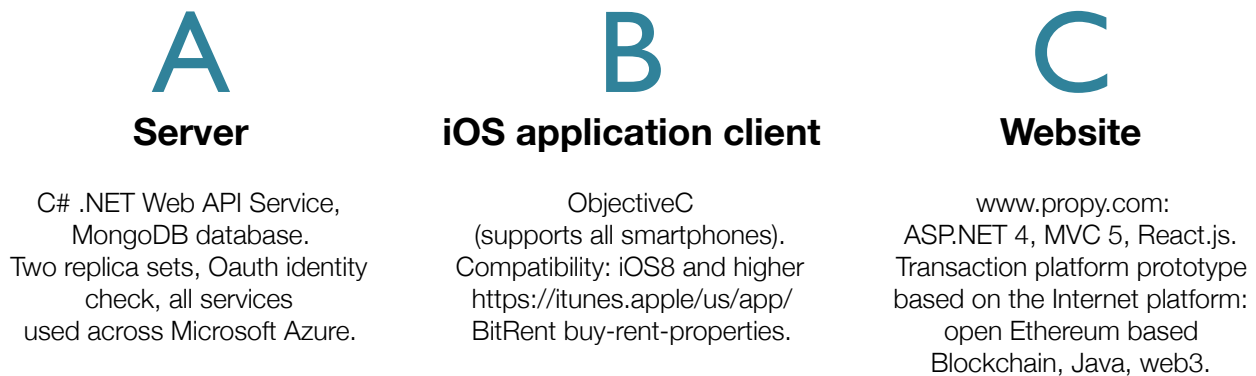 A
Server
C# .NET Web API Service,
MongoDB database.
Two replica sets, Oauth identity
check, all services
used across Microsoft Azure.
B
iOS application client
ObjectiveC
(supports all smartphones).
Compatibility: iOS8 and higher
https://itunes.apple/us/app/
BitRent buy-rent-properties.
C
Website
www.propy.com:
ASP.NET 4, MVC 5, React.js.
Transaction platform prototype
based on the Internet platform:
open Ethereum based
Blockchain, Java, web3.